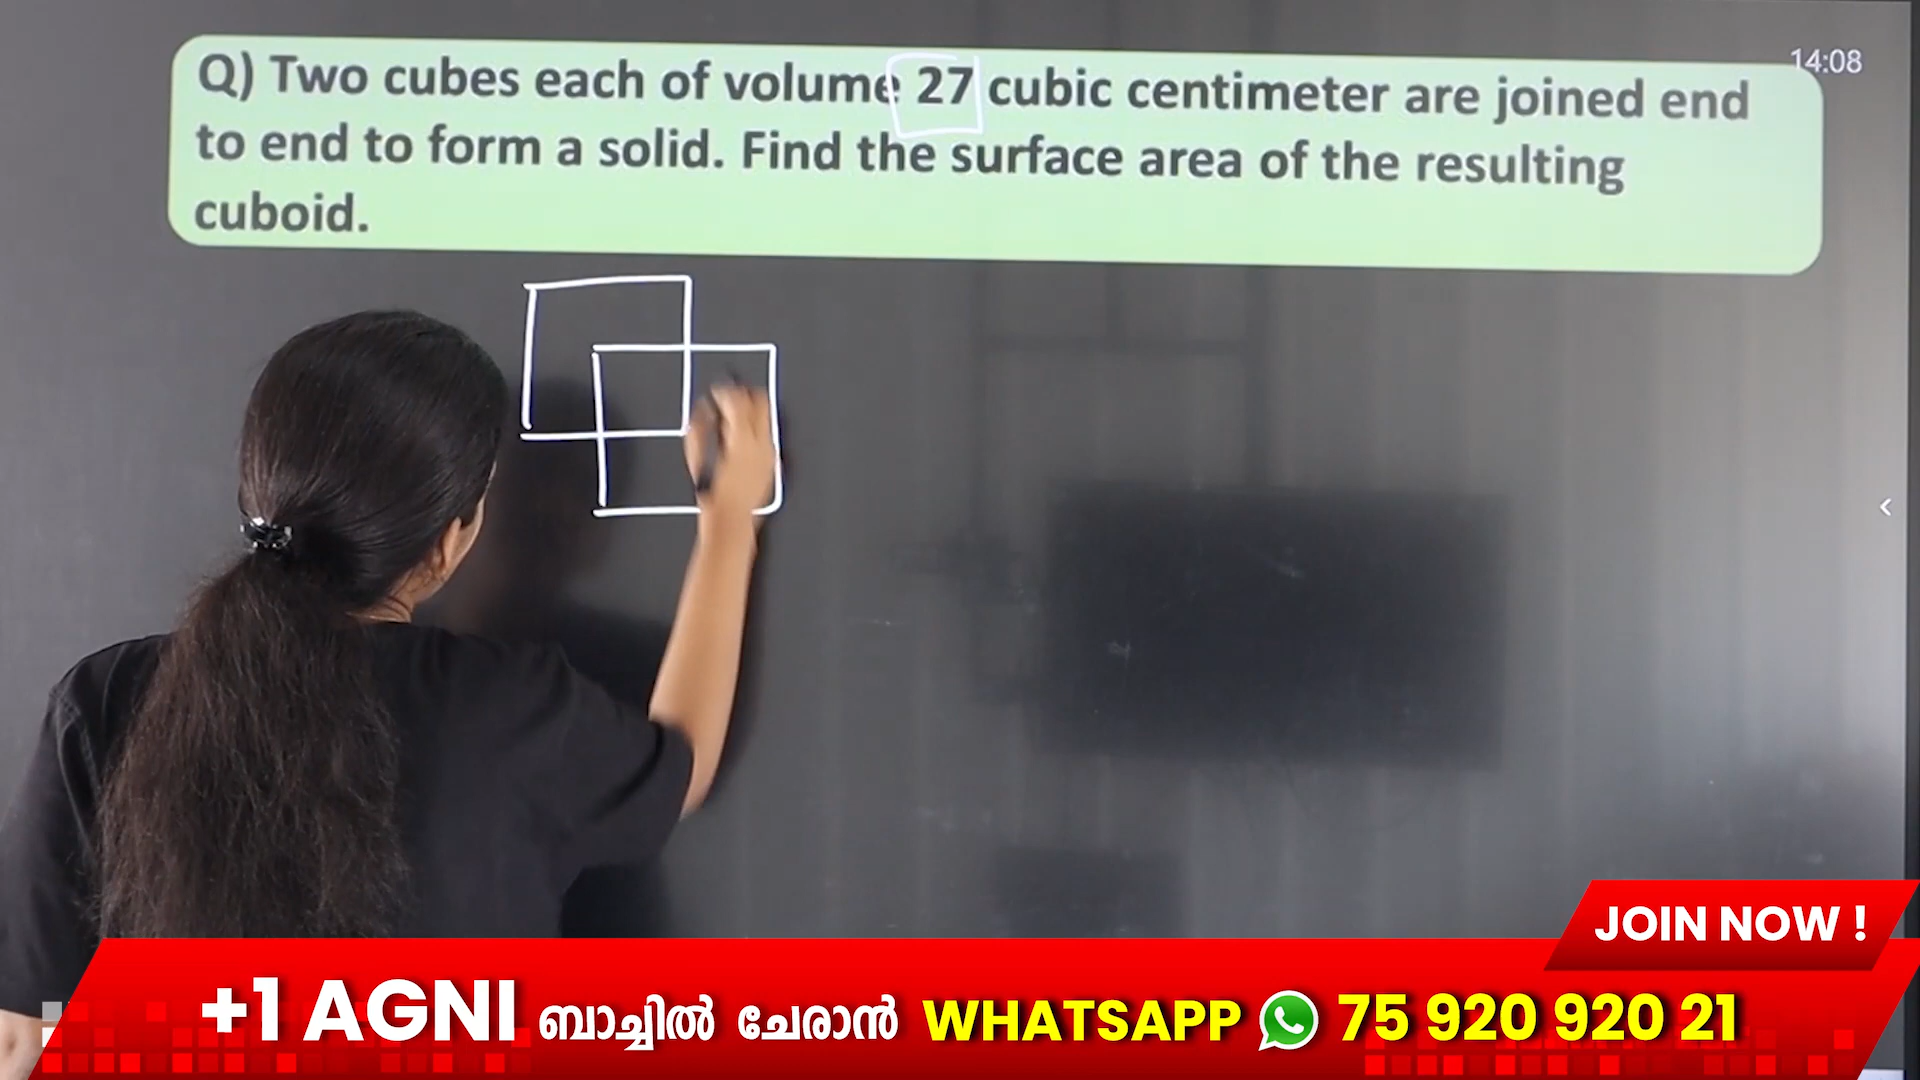 14:08
Q) Two cubes each of volume 27 cubic centimeter are joined end
to end to form a solid. Find the surface area of the resulting
cuboid.
JOIN NOW !
+1 AGNI ബാച്ചിൽ ചേരാൻ WHATSAPP 75 920 920 21